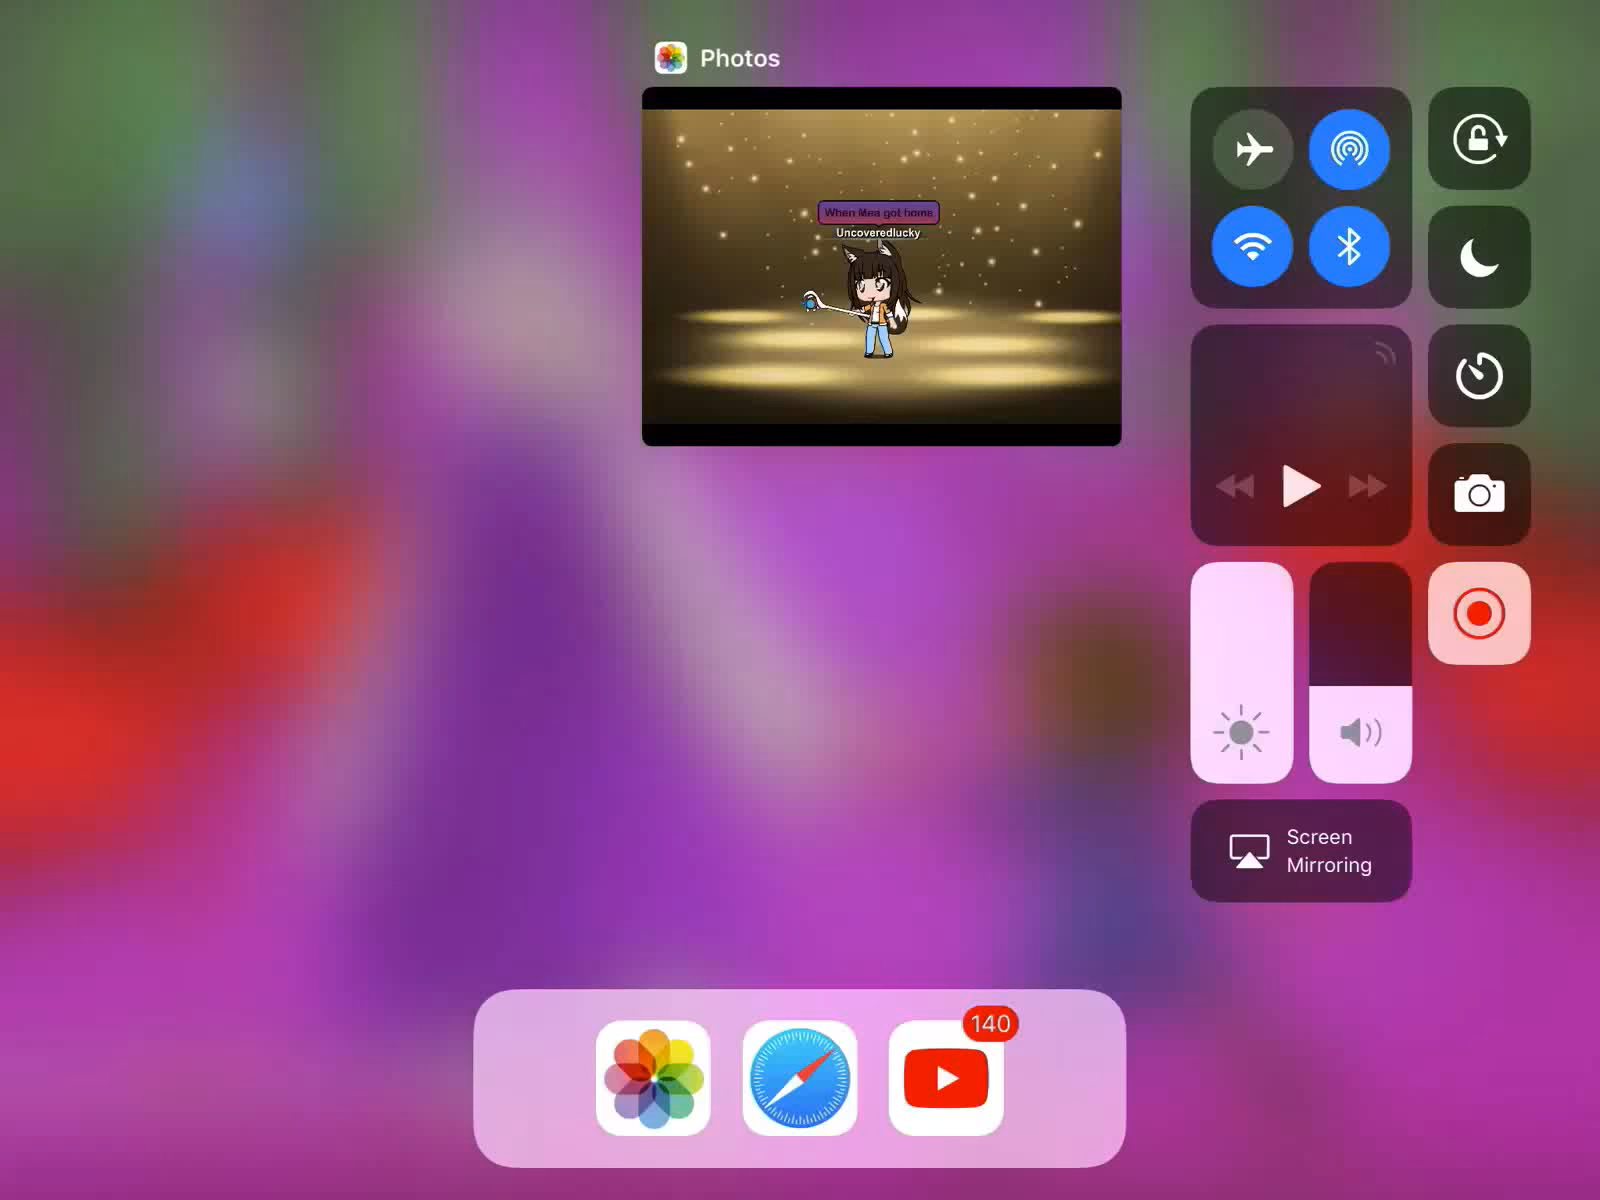 Photos
When Mea got home
Uncoveredlucky
Screen
Mirroring
140